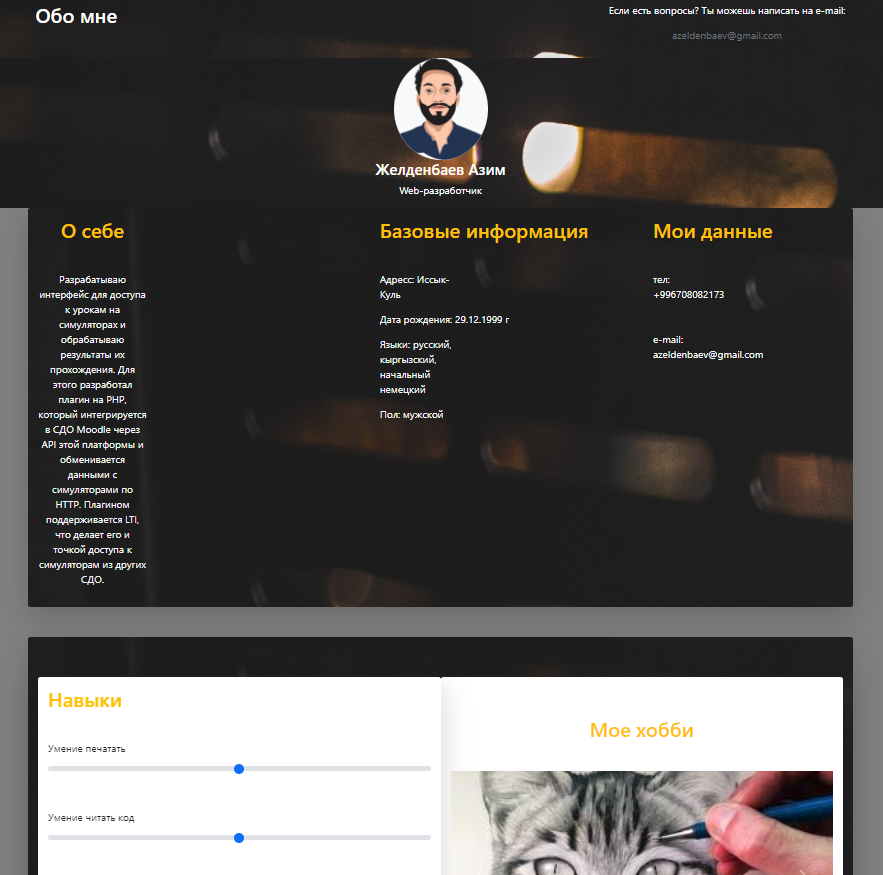 Обо мне
Если есть вопросы? Ты можешь написать на e-mail:
azeldenbaev@gmail.com
Желденбаев Азим
Web-разработчик
О себе
Разрабатываю
интерфейс для доступа
к урокам на
симуляторах и
обрабатываю
результаты их
прохождения. Для
этого разработал
плагин на PHP,
который интегрируется
в СДО Moodle через
API этой платформы и
обменивается
данными с
симуляторами по
HTTP. Плагином
поддерживается LTI,
что делает его и
точкой доступа к
симуляторам из других
СДО.
Базовые информация
Адресс: Иссык-
Куль
Дата рождения: 29.12.1999 г
Языки: русский,
кыргызский,
начальный
немецкий
Пол: мужской
Мои данные
тел:
+996708082173
e-mail:
azeldenbaev@gmail.com
Навыки
Умение печатать
Умение читать код
Мое хобби